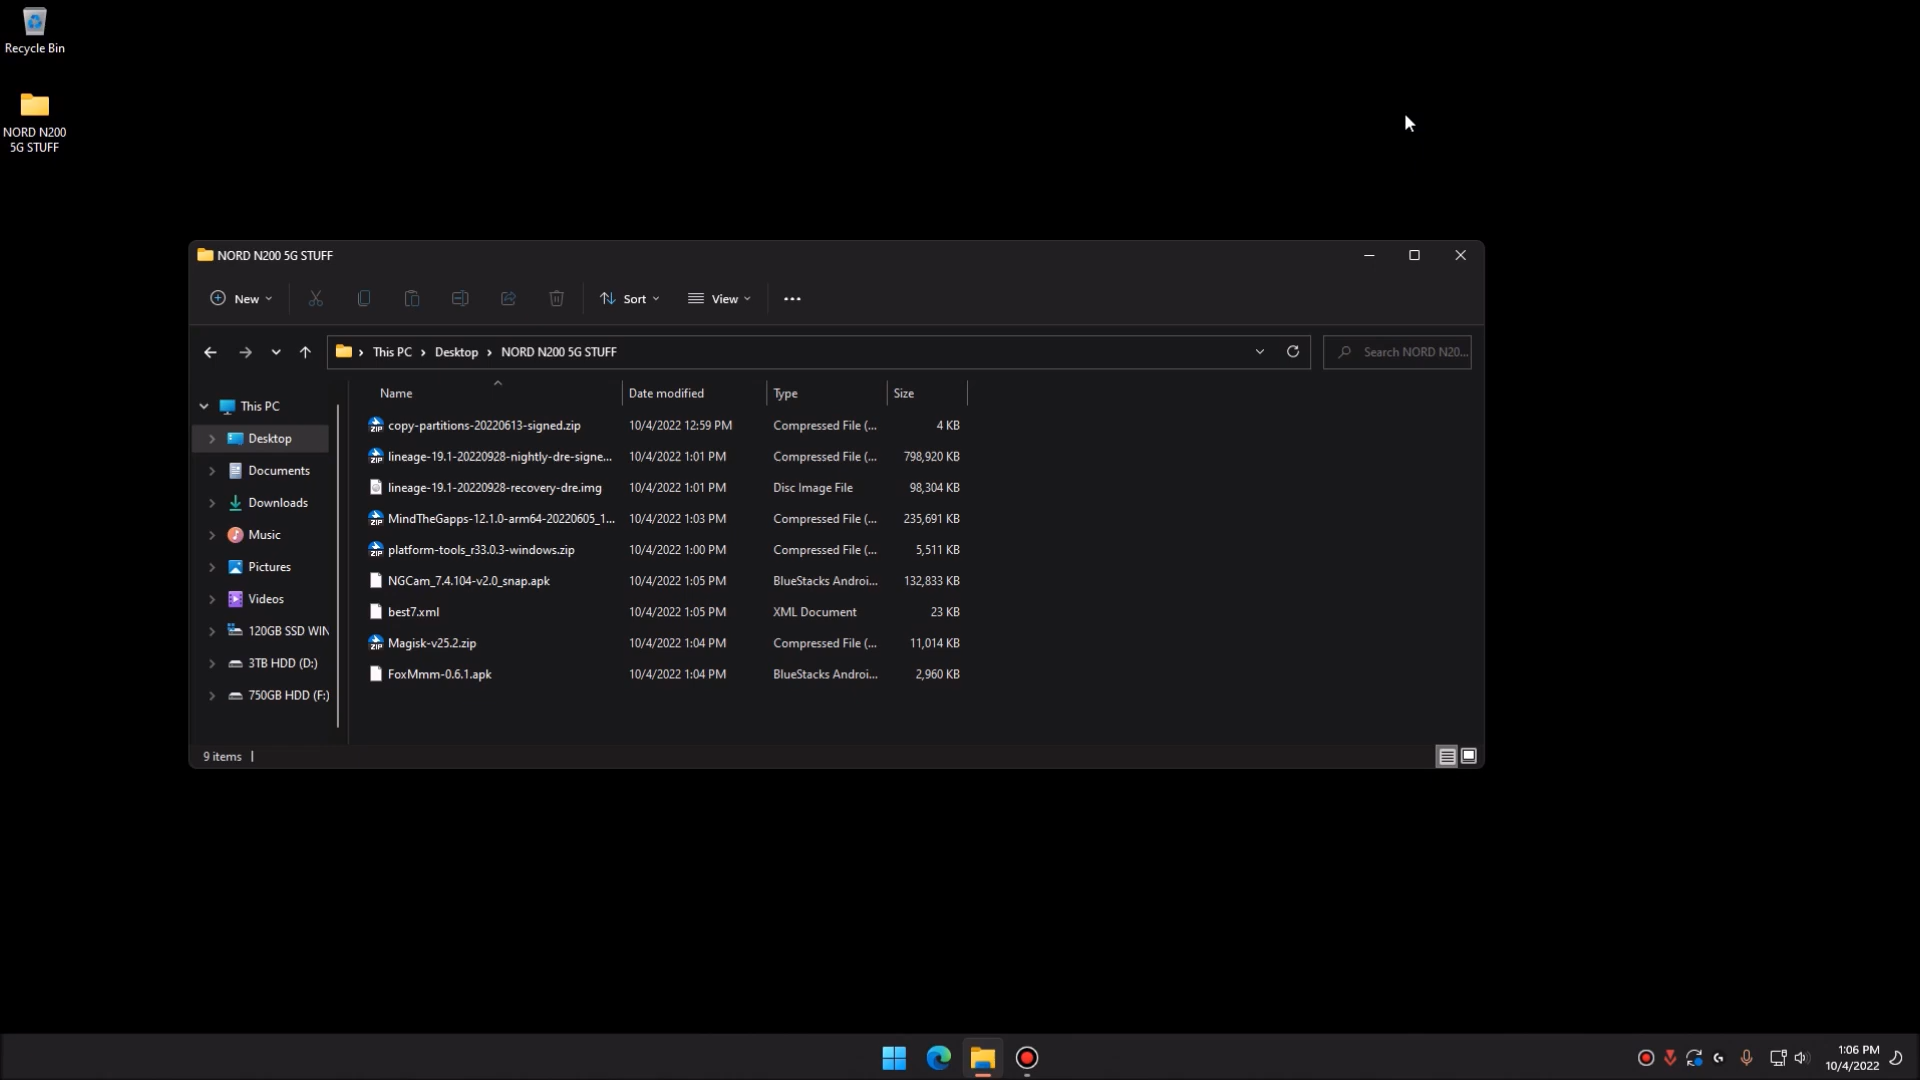 Recycle Bin
NORD N200
5G STUFF
NORD N200 5G STUFF
New Sort View
This PC Desktop NORD N200 5G STUFF Search NORD N20...
Name Date modified Type Size
This PC
Desktop
Documents
Downloads
Music
Pictures
Videos
120GB SSD WIN
3TB HDD (D:)
750GB HDD (F:)
copy-partitions-20220613-signed.zip 10/4/2022 12:59 PM Compressed File (... 4 KB
lineage-19.1-20220928-nightly-dre-signe... 10/4/2022 1:01 PM Compressed File (... 798,920 KB
lineage-19.1-20220928-recovery-dre.img 10/4/2022 1:01 PM Disc Image File 98,304 KB
MindTheGapps-12.1.0-arm64-20220605_1... 10/4/2022 1:03 PM Compressed File (... 235,691 KB
platform-tools_r33.0.3-windows.zip 10/4/2022 1:00 PM Compressed File (... 5,511 KB
NGCam_7.4.104-v2.0_snap.apk 10/4/2022 1:05 PM BlueStacks Androi... 132,833 KB
best7.xml 10/4/2022 1:05 PM XML Document 23 KB
Magisk-v25.2.zip 10/4/2022 1:04 PM Compressed File (... 11,014 KB
FoxMmm-0.6.1.apk 10/4/2022 1:04 PM BlueStacks Androi... 2,960 KB
9 items
1:06 PM
10/4/2022